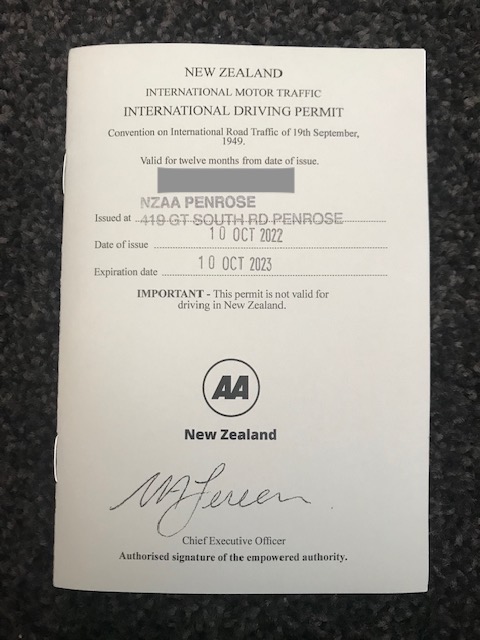 NEW ZEALAND
INTERNATIONAL MOTOR TRAFFIC
INTERNATIONAL DRIVING PERMIT
Convention on International Road Traffic of 19th September,
1949.
Valid for twelve months from date of issue.
NZAA PENROSE
Issued at 419 GT SOUTH RD PENROSE
Date of issue 10 OCT 2022
Expiration date 10 OCT 2023
IMPORTANT - This permit is not valid for
driving in New Zealand.
AA
New Zealand
Chief Executive Officer
Authorised signature of the empowered authority.